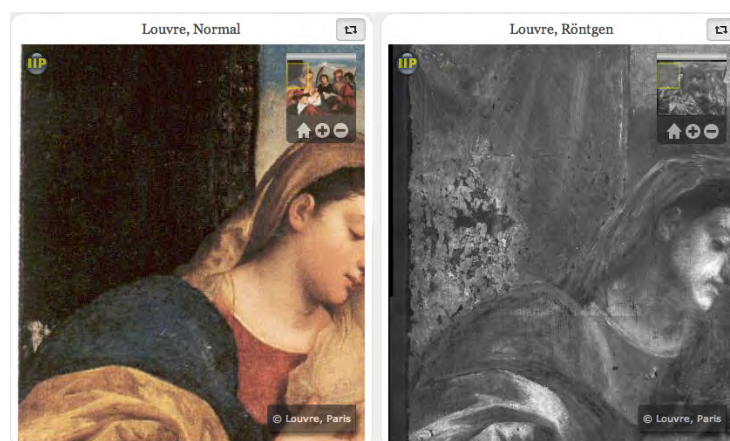 Louvre, Normal
IIP
© Louvre, Paris
Louvre, Röntgen
IIP
© Louvre, Paris